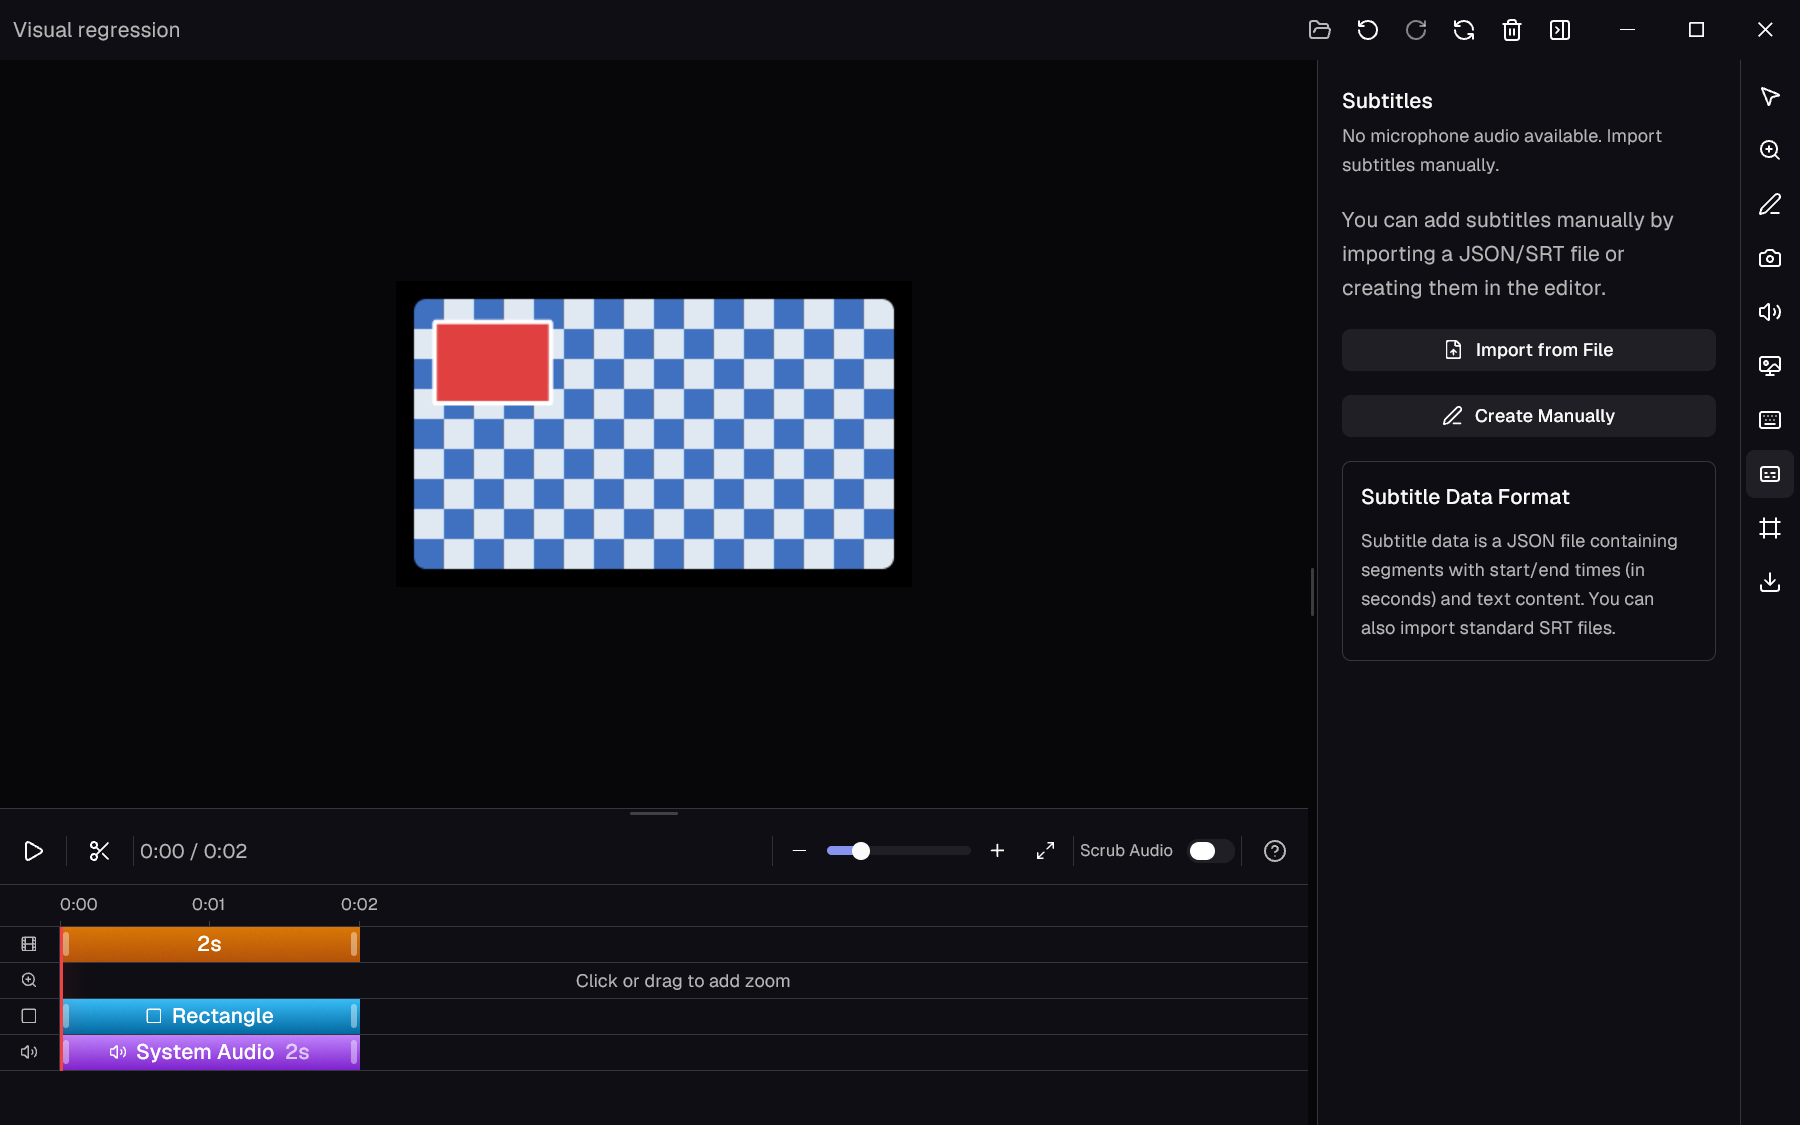 Visual regression
Subtitles
No microphone audio available. Import
subtitles manually.
You can add subtitles manually by
importing a JSON/SRT file or
creating them in the editor.
Import from File
Create Manually
Subtitle Data Format
Subtitle data is a JSON file containing
segments with start/end times (in
seconds) and text content. You can
also import standard SRT files.
0:00 / 0:02
Scrub Audio
0:00 0:01 0:02
2s
Click or drag to add zoom
Rectangle
System Audio 2s